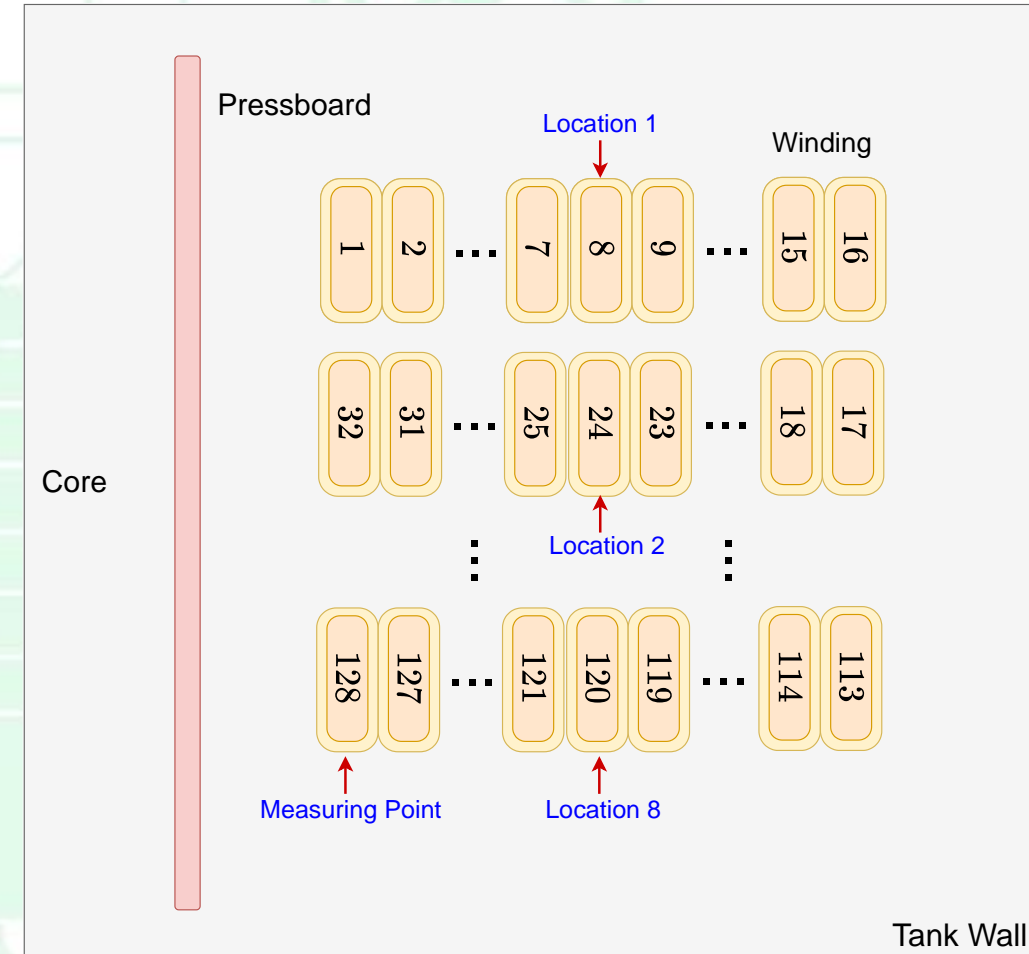 Pressboard
Location 1
Winding
1 2 ... 7 8 9 ... 15 16
32 31 ... 25 24 23 ... 18 17
Core
Location 2
128 127 ... 121 120 119 ... 114 113
Measuring Point
Location 8
Tank Wall